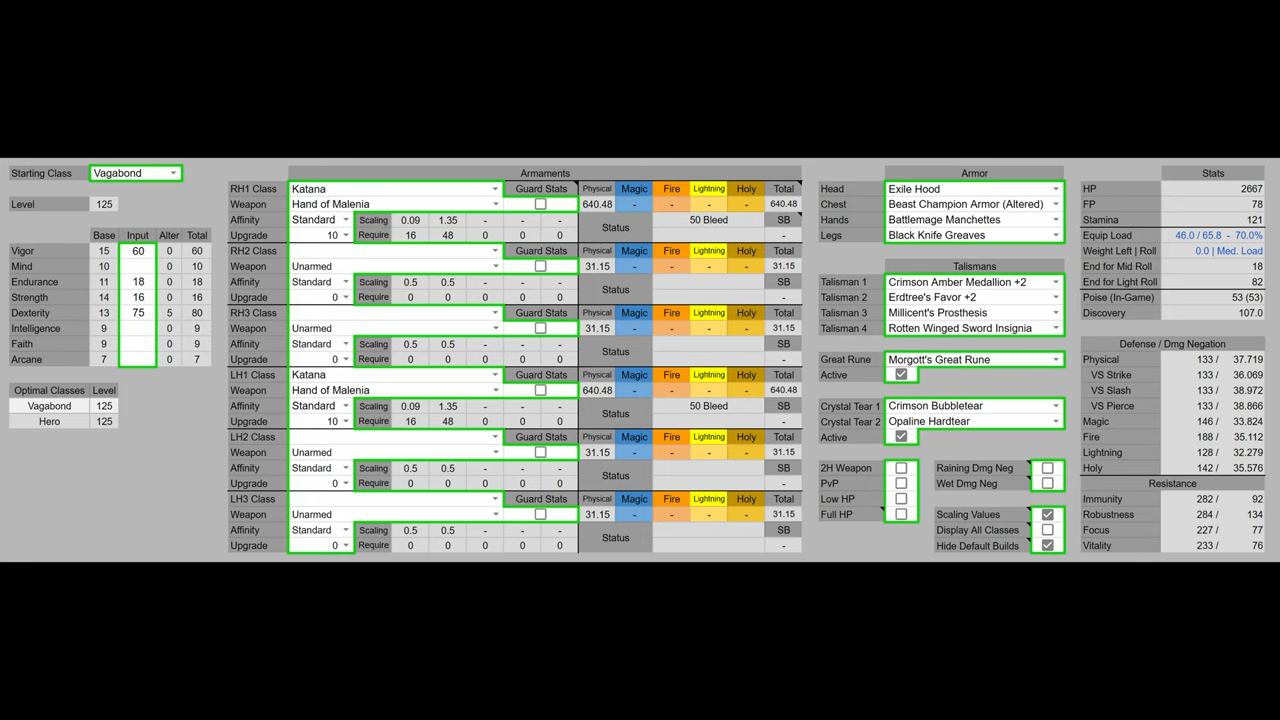 Starting Class Vagabond
Level 125
Base Input Alter Total
Vigor 15 60 0 60
Mind 10 0 10
Endurance 11 18 0 18
Strength 14 16 0 16
Dexterity 13 75 5 80
Intelligence 9 0 9
Faith 9 0 9
Arcane 7 0 7
Optimal Classes Level
Vagabond 125
Hero 125
Armaments
RH1 Class Katana Guard Stats Physical Magic Fire Lightning Holy Total
Weapon Hand of Malenia 640.48 - - - - 640.48
Affinity Standard Scaling 0.09 1.35 - - - Status 50 Bleed SB
Upgrade 10 Require 16 48 0 0 0 -
RH2 Class Guard Stats Physical Magic Fire Lightning Holy Total
Weapon Unarmed 31.15 - - - - 31.15
Affinity Standard Scaling 0.5 0.5 - - - Status SB
Upgrade 0 Require 0 0 0 0 0 -
RH3 Class Guard Stats Physical Magic Fire Lightning Holy Total
Weapon Unarmed 31.15 - - - - 31.15
Affinity Standard Scaling 0.5 0.5 - - - Status SB
Upgrade 0 Require 0 0 0 0 0 -
LH1 Class Katana Guard Stats Physical Magic Fire Lightning Holy Total
Weapon Hand of Malenia 640.48 - - - - 640.48
Affinity Standard Scaling 0.09 1.35 - - - Status 50 Bleed SB
Upgrade 10 Require 16 48 0 0 0 -
LH2 Class Guard Stats Physical Magic Fire Lightning Holy Total
Weapon Unarmed 31.15 - - - - 31.15
Affinity Standard Scaling 0.5 0.5 - - - Status SB
Upgrade 0 Require 0 0 0 0 0 -
LH3 Class Guard Stats Physical Magic Fire Lightning Holy Total
Weapon Unarmed 31.15 - - - - 31.15
Affinity Standard Scaling 0.5 0.5 - - - Status SB
Upgrade 0 Require 0 0 0 0 0 -
Armor
Head Exile Hood
Chest Beast Champion Armor (Altered)
Hands Battlemage Manchettes
Legs Black Knife Greaves
Talismans
Talisman 1 Crimson Amber Medallion +2
Talisman 2 Erdtree's Favor +2
Talisman 3 Millicent's Prosthesis
Talisman 4 Rotten Winged Sword Insignia
Great Rune Morgott's Great Rune
Active
Crystal Tear 1 Crimson Bubbletear
Crystal Tear 2 Opaline Hardtear
Active
2H Weapon Raining Dmg Neg
PvP Wet Dmg Neg
Low HP
Full HP Scaling Values
Display All Classes
Hide Default Builds
Stats
HP 2667
FP 78
Stamina 121
Equip Load 46.0 / 65.8 - 70.0%
Weight Left | Roll 0.0 | Med. Load
End for Mid Roll 18
End for Light Roll 82
Poise (In-Game) 53 (53)
Discovery 107.0
Defense / Dmg Negation
Physical 133 / 37.719
VS Strike 133 / 36.069
VS Slash 133 / 38.972
VS Pierce 133 / 38.866
Magic 146 / 33.824
Fire 188 / 35.112
Lightning 128 / 32.279
Holy 142 / 35.576
Resistance
Immunity 282 / 92
Robustness 284 / 134
Focus 227 / 77
Vitality 233 / 76